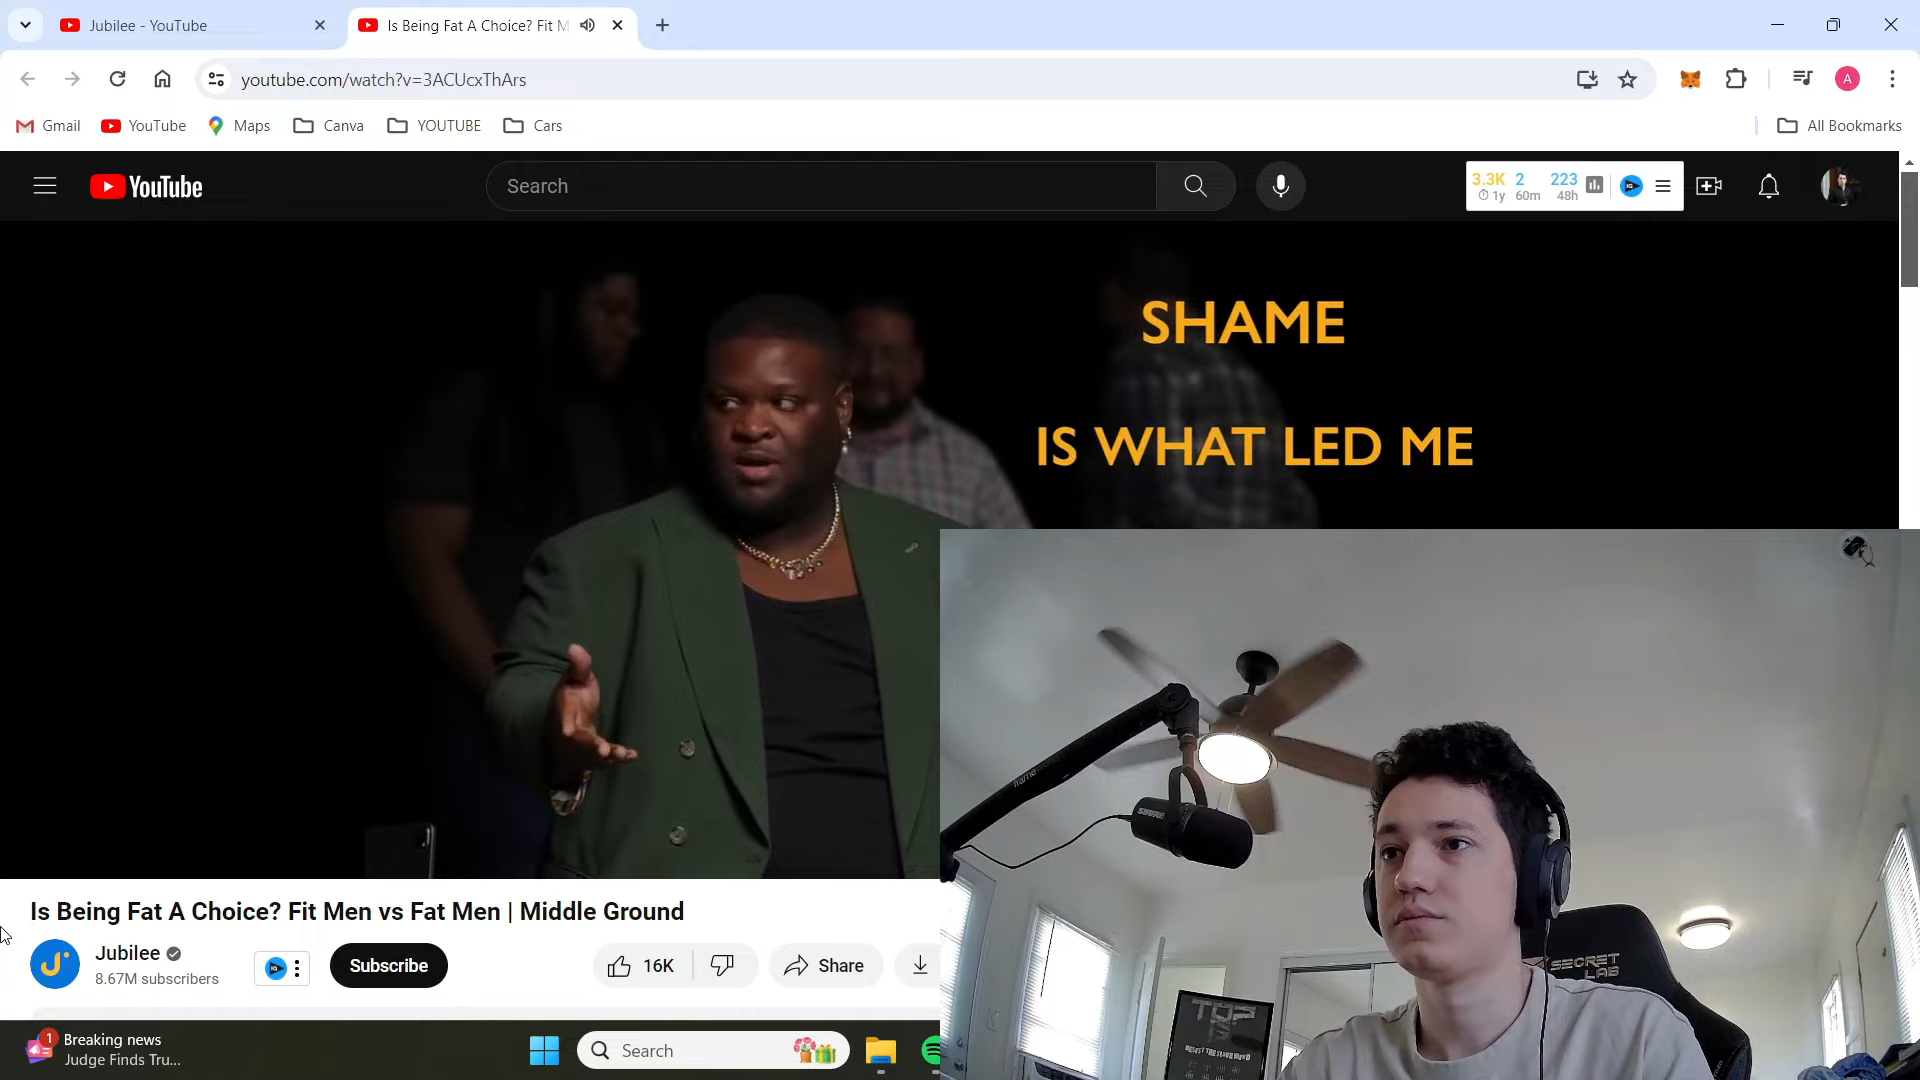 Jubilee - YouTube
Is Being Fat A Choice? Fit M
youtube.com/watch?v=3ACUcxThArs
A
Gmail
YouTube
Maps
Canva
YOUTUBE
Cars
All Bookmarks
YouTube
Search
3.3K 2 223
1y 60m 48h
SHAME
IS WHAT LED ME
Is Being Fat A Choice? Fit Men vs Fat Men | Middle Ground
Jubilee
8.67M subscribers
Subscribe
16K
Share
SHURE
SECRET
LAB
TOP
1
Breaking news
Judge Finds Tru...
Search